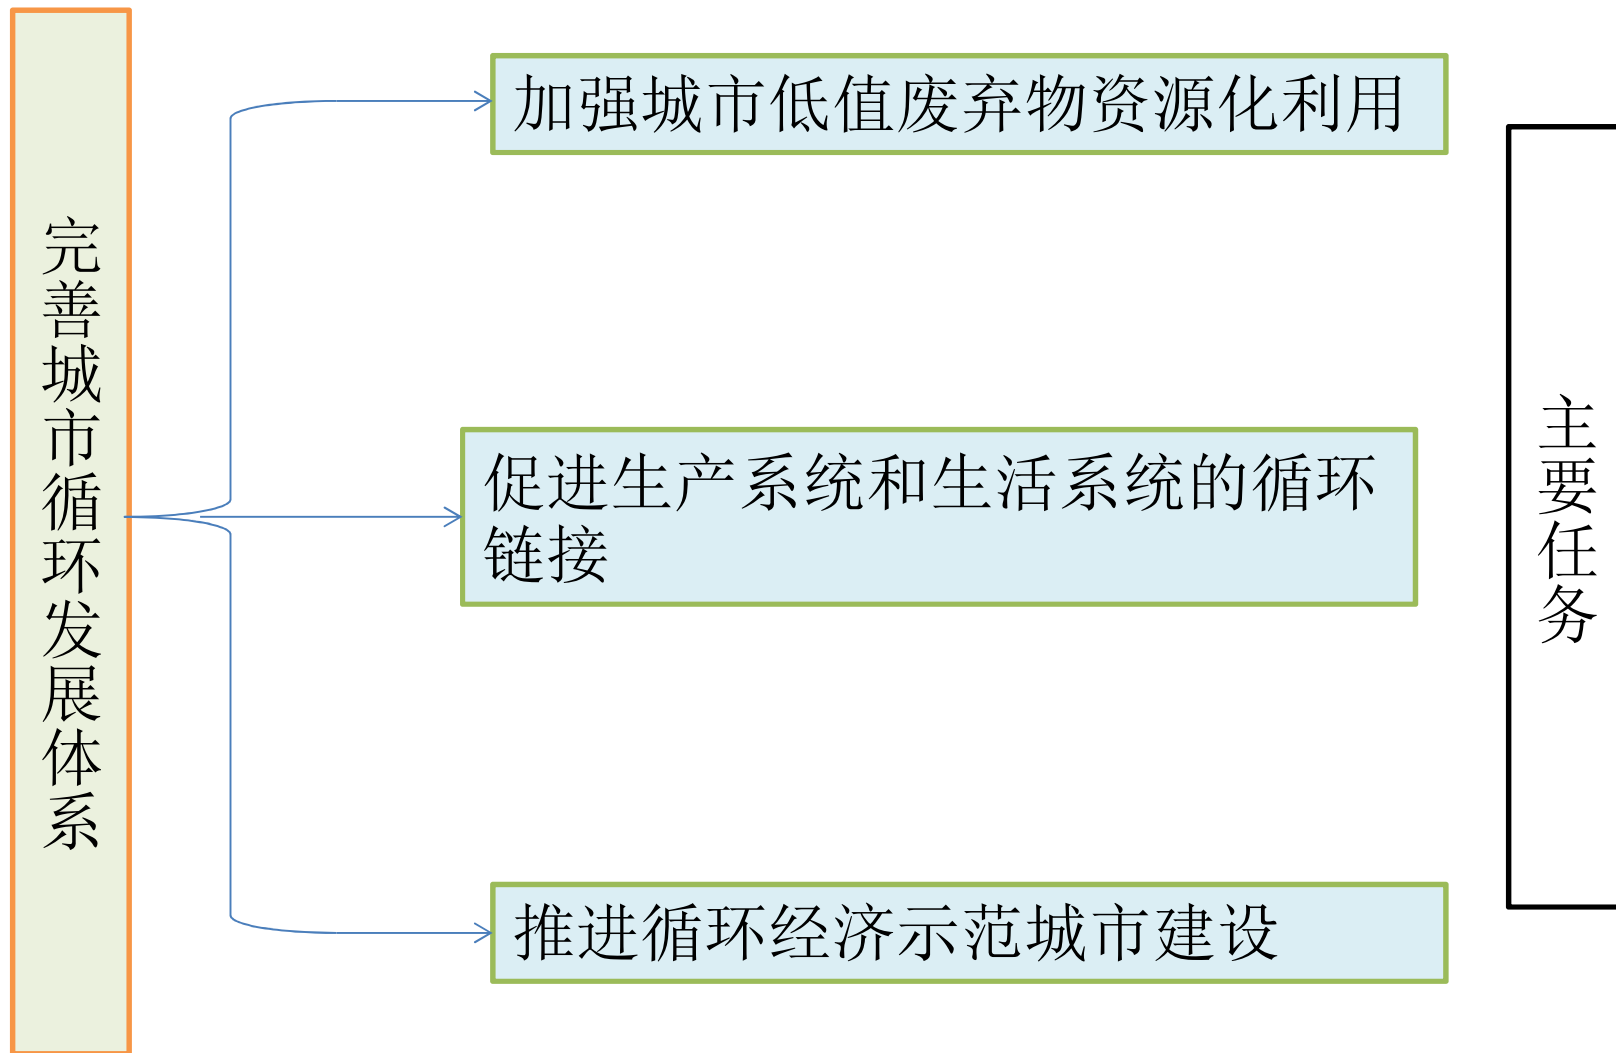 完善城市循环发展体系
加强城市低值废弃物资源化利用
促进生产系统和生活系统的循环
链接
推进循环经济示范城市建设
主要任务